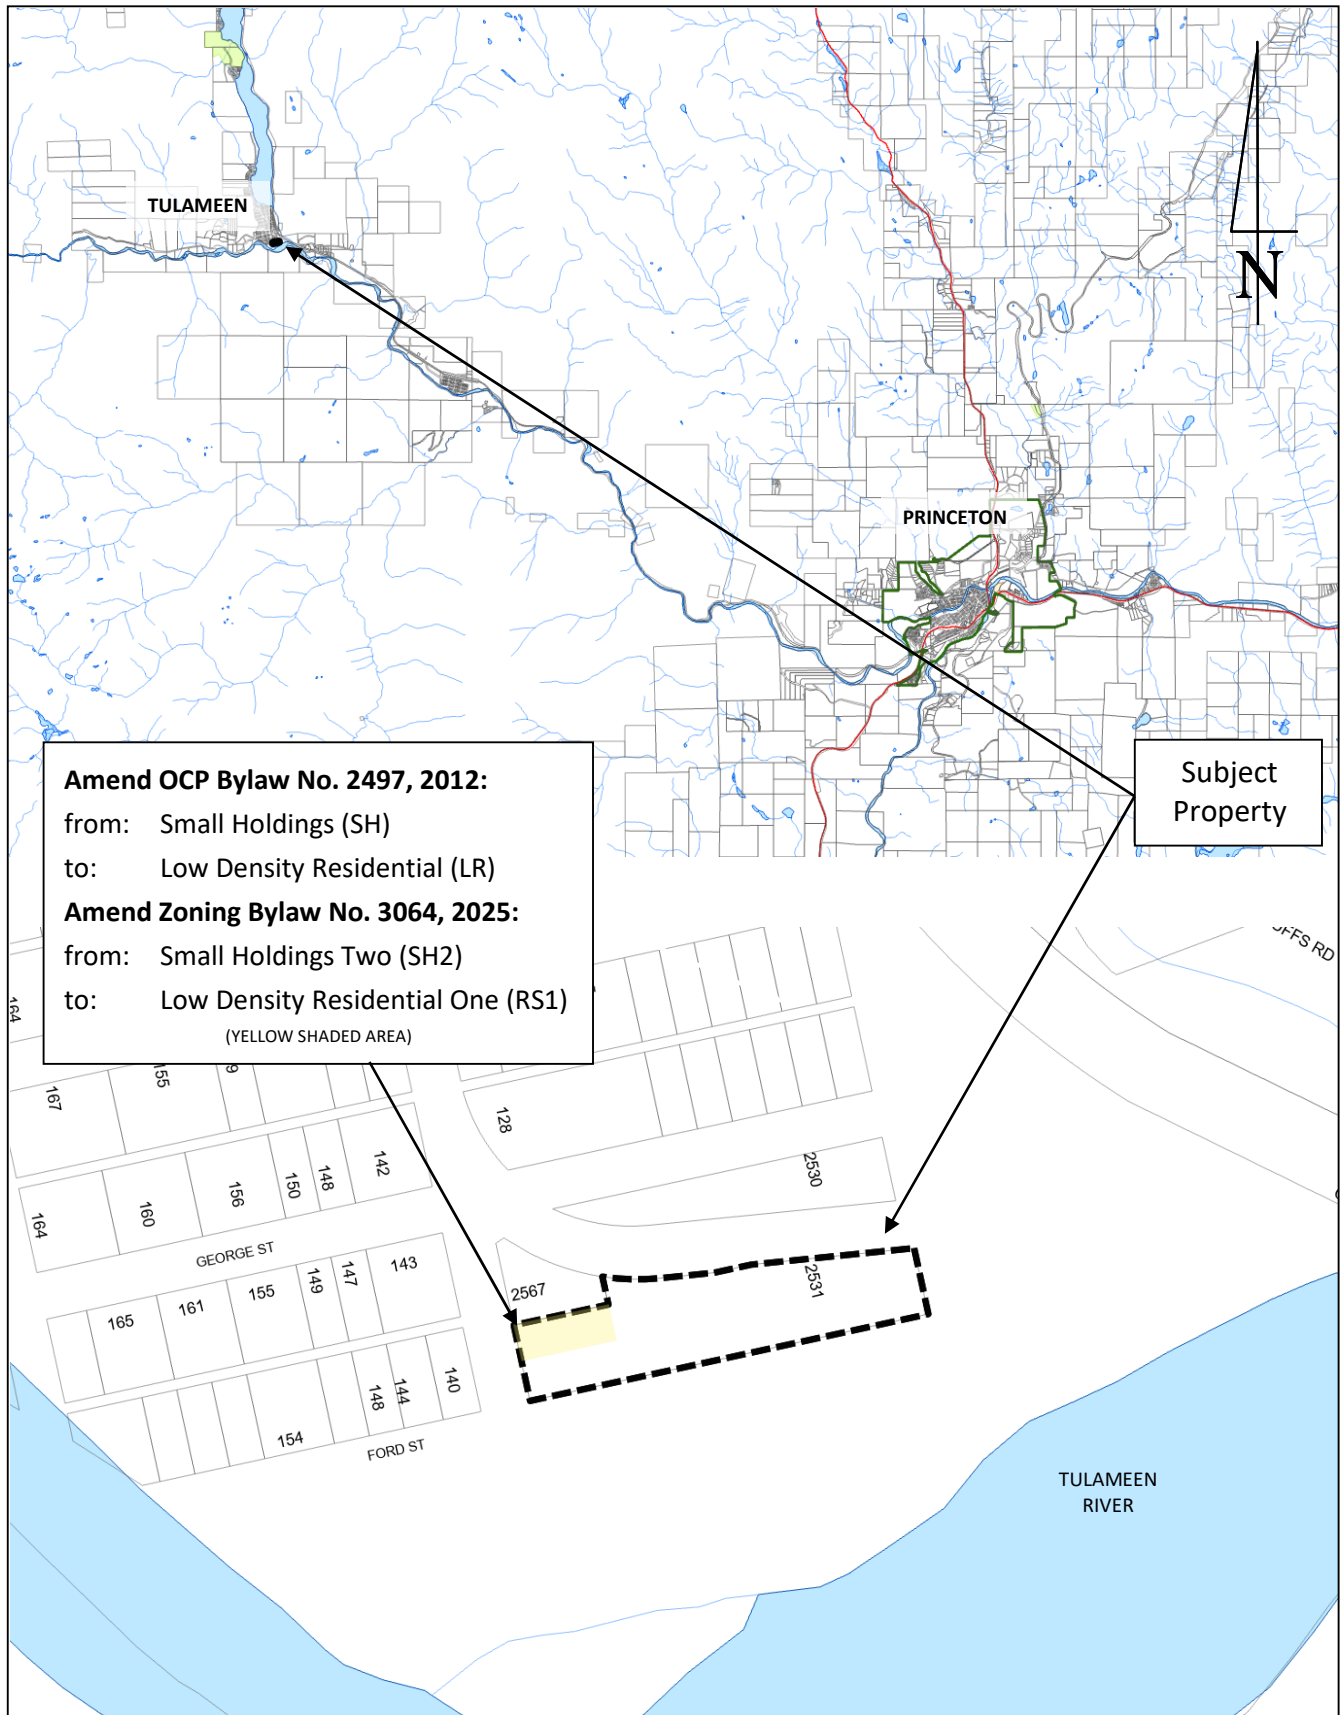 TULAMEEN
N
PRINCETON
Subject
Property
Amend OCP Bylaw No. 2497, 2012:
from: Small Holdings (SH)
to: Low Density Residential (LR)
Amend Zoning Bylaw No. 3064, 2025:
from: Small Holdings Two (SH2)
to: Low Density Residential One (RS1)
(YELLOW SHADED AREA)
RD
164
167
155
9
128
142
148
150
156
160
164
2530
GEORGE ST
143
147
149
155
161
165
2567
2531
140
144
148
154
FORD ST
TULAMEEN
RIVER